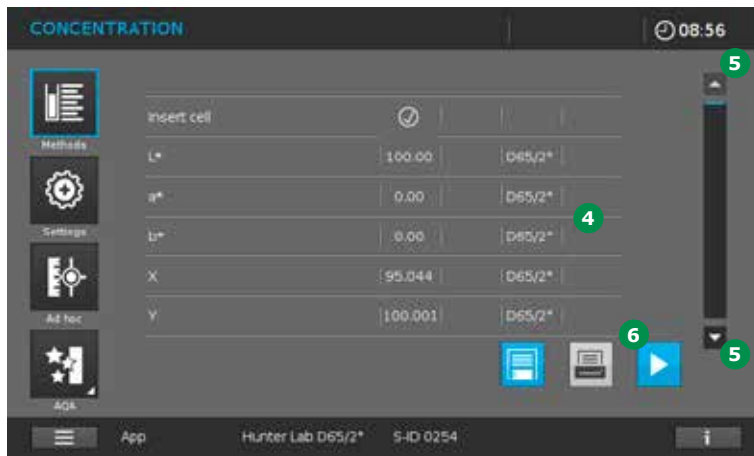 CONCENTRATION 08:56
5
Insert cell
Methods
L* 100.00 D65/2°
a* 0.00 D65/2°
4
Settings
b* 0.00 D65/2°
X 95.044 D65/2°
Ad hoc
Y 100.001 D65/2°
6
5
AQA
App Hunter Lab D65/2° S-ID 0254 i